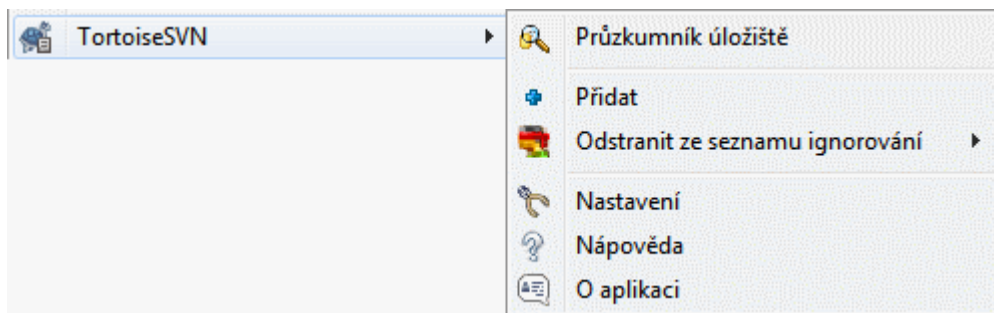 TortoiseSVN
Průzkumník úložiště
Přidat
Odstranit ze seznamu ignorování
Nastavení
Nápověda
O aplikaci